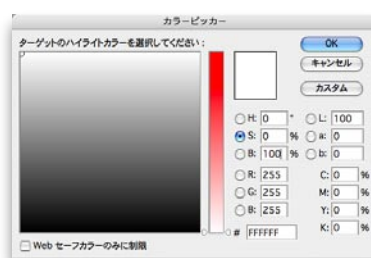 カラーピッカー
ターゲットのハイライトカラーを選択してください：
OK
キャンセル
カスタム
H: 0 °
S: 0 %
B: 100 %
R: 255
G: 255
B: 255
# FFFFFF
L: 100
a: 0
b: 0
C: 0 %
M: 0 %
Y: 0 %
K: 0 %
Web セーフカラーのみに制限